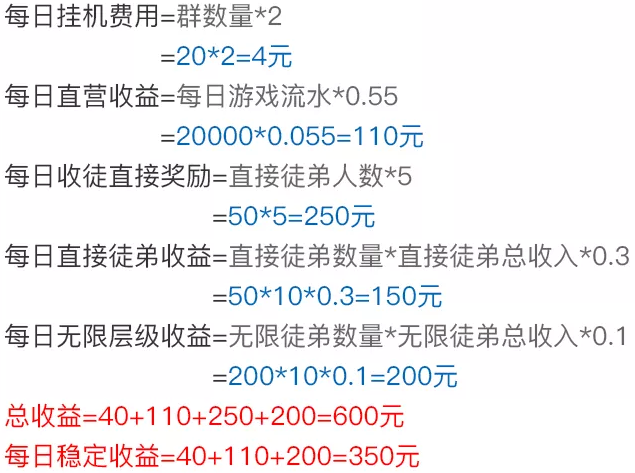 每日挂机费用=群数量*2
=20*2=4元
每日直营收益=每日游戏流水*0.55
=20000*0.055=110元
每日收徒直接奖励=直接徒弟人数*5
=50*5=250元
每日直接徒弟收益=直接徒弟数量*直接徒弟总收入*0.3
=50*10*0.3=150元
每日无限层级收益=无限徒弟数量*无限徒弟总收入*0.1
=200*10*0.1=200元
总收益=40+110+250+200=600元
每日稳定收益=40+110+200=350元